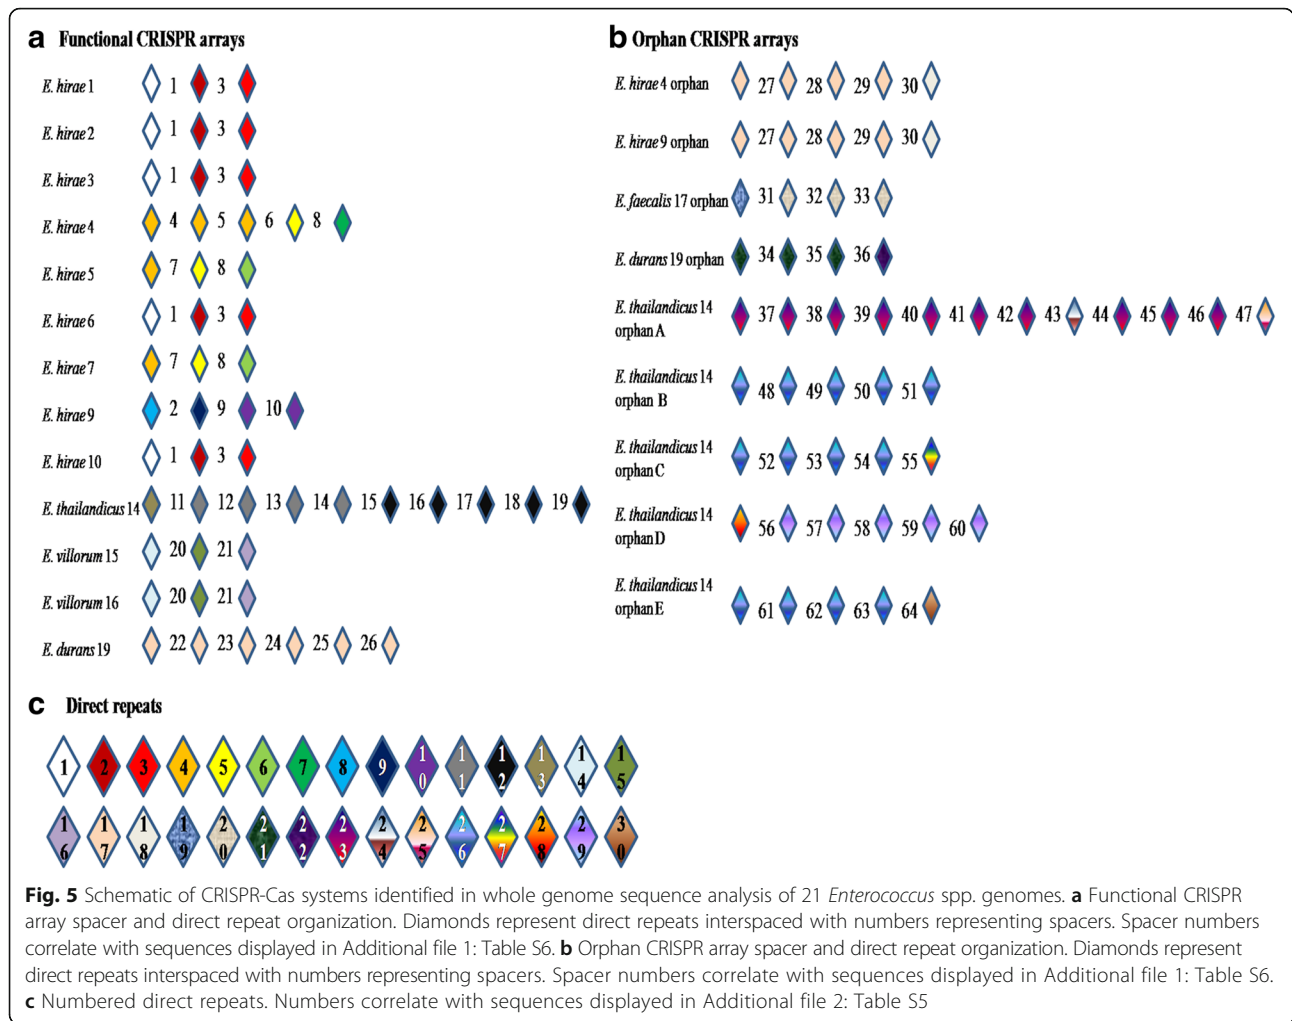 a Functional CRISPR arrays
E. hirae 1 1 3
E. hirae 2 1 3
E. hirae 3 1 3
E. hirae 4 4 5 6 8
E. hirae 5 7 8
E. hirae 6 1 3
E. hirae 7 7 8
E. hirae 9 2 9 10
E. hirae 10 1 3
E. thailandicus 14 11 12 13 14 15 16 17 18 19
E. villorum 15 20 21
E. villorum 16 20 21
E. durans 19 22 23 24 25 26
b Orphan CRISPR arrays
E. hirae 4 orphan 27 28 29 30
E. hirae 9 orphan 27 28 29 30
E. faecalis 17 orphan 31 32 33
E. durans 19 orphan 34 35 36
E. thailandicus 14
orphan A
37 38 39 40 41 42 43 44 45 46 47
E. thailandicus 14
orphan B
48 49 50 51
E. thailandicus 14
orphan C
52 53 54 55
E. thailandicus 14
orphan D
56 57 58 59 60
E. thailandicus 14
orphan E
61 62 63 64
c Direct repeats
1 2 3 4 5 6 7 8 9 10 11 12 13 14 15
16 17 18 19 20 21 22 23 24 25 26 27 28 29 30
Fig. 5 Schematic of CRISPR-Cas systems identified in whole genome sequence analysis of 21 Enterococcus spp. genomes. a Functional CRISPR
array spacer and direct repeat organization. Diamonds represent direct repeats interspaced with numbers representing spacers. Spacer numbers
correlate with sequences displayed in Additional file 1: Table S6. b Orphan CRISPR array spacer and direct repeat organization. Diamonds represent
direct repeats interspaced with numbers representing spacers. Spacer numbers correlate with sequences displayed in Additional file 1: Table S6.
c Numbered direct repeats. Numbers correlate with sequences displayed in Additional file 2: Table S5